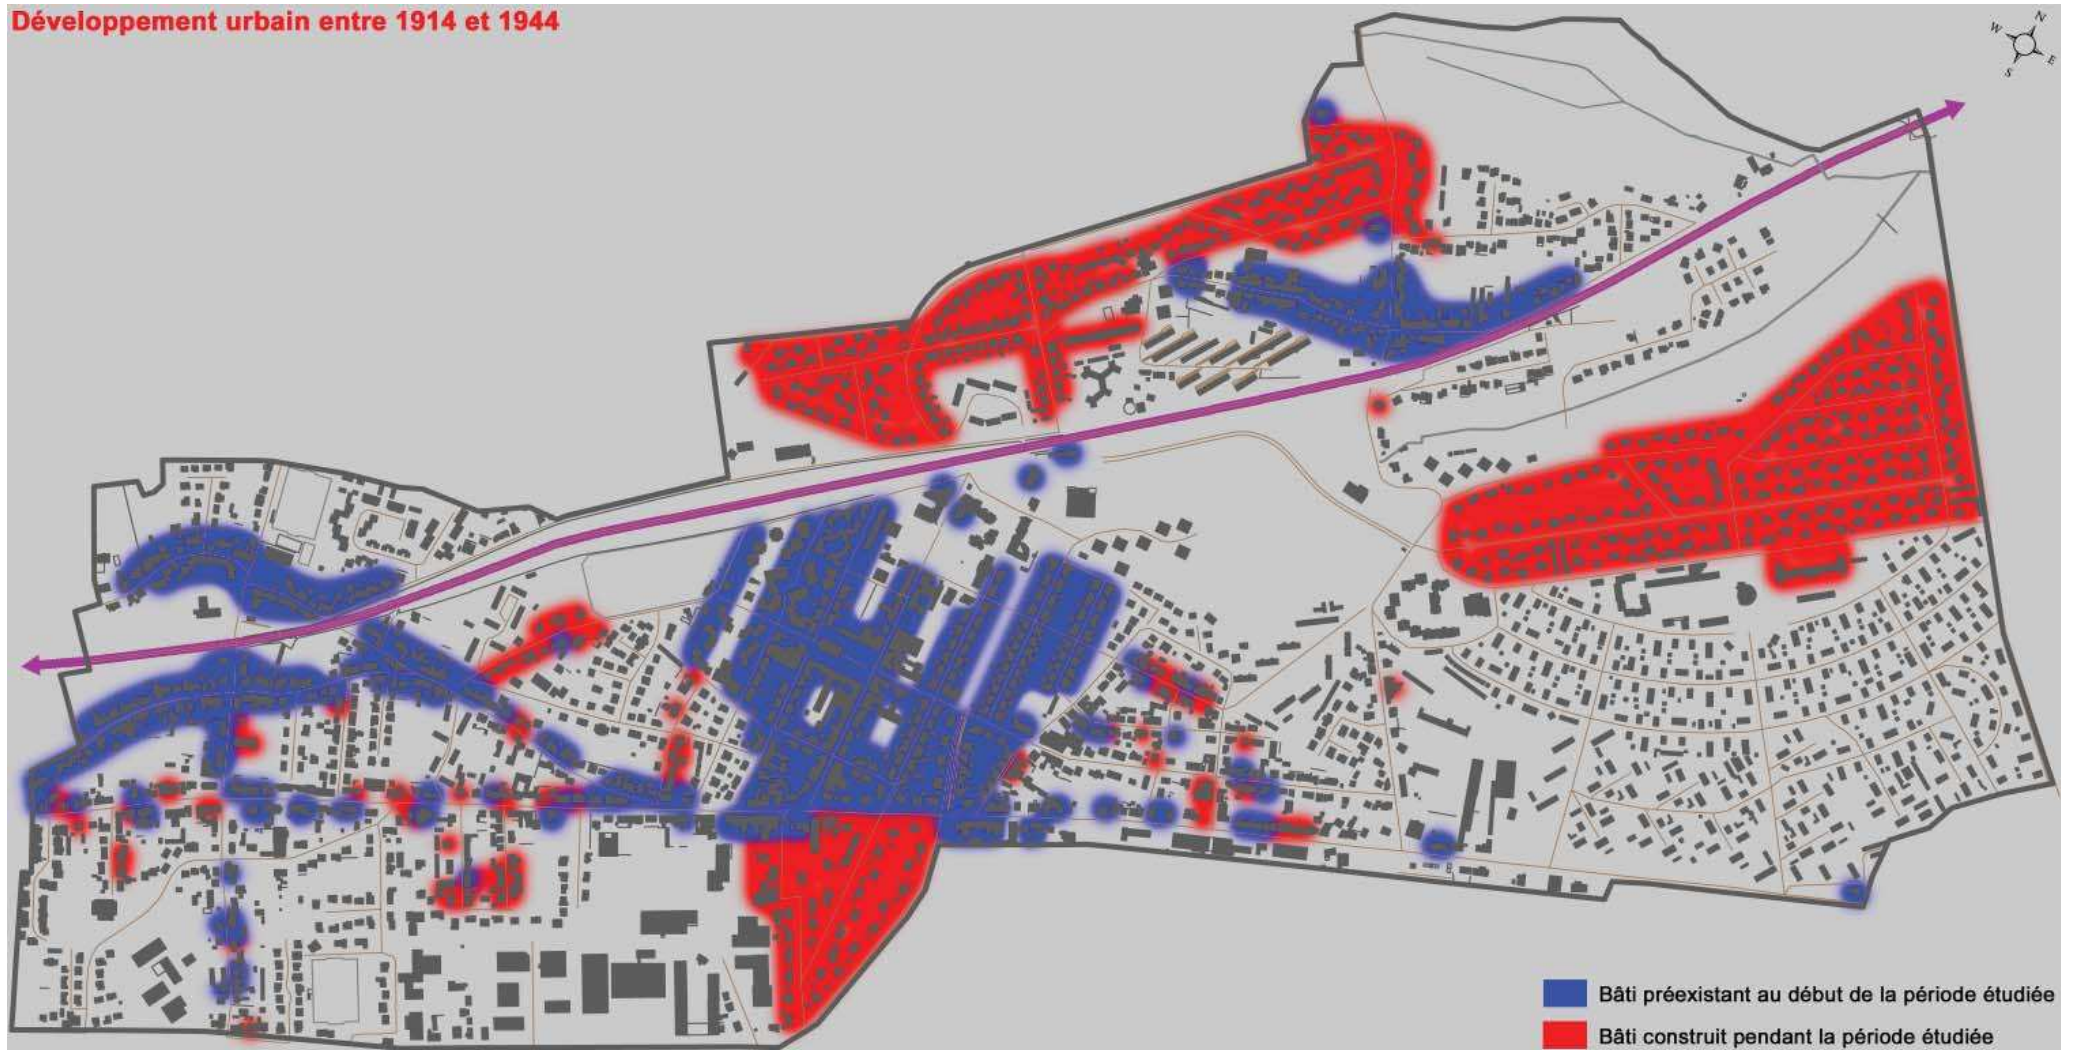 Développement urbain entre 1914 et 1944
N
W
E
S
Bâti préexistant au début de la période étudiée
Bâti construit pendant la période étudiée